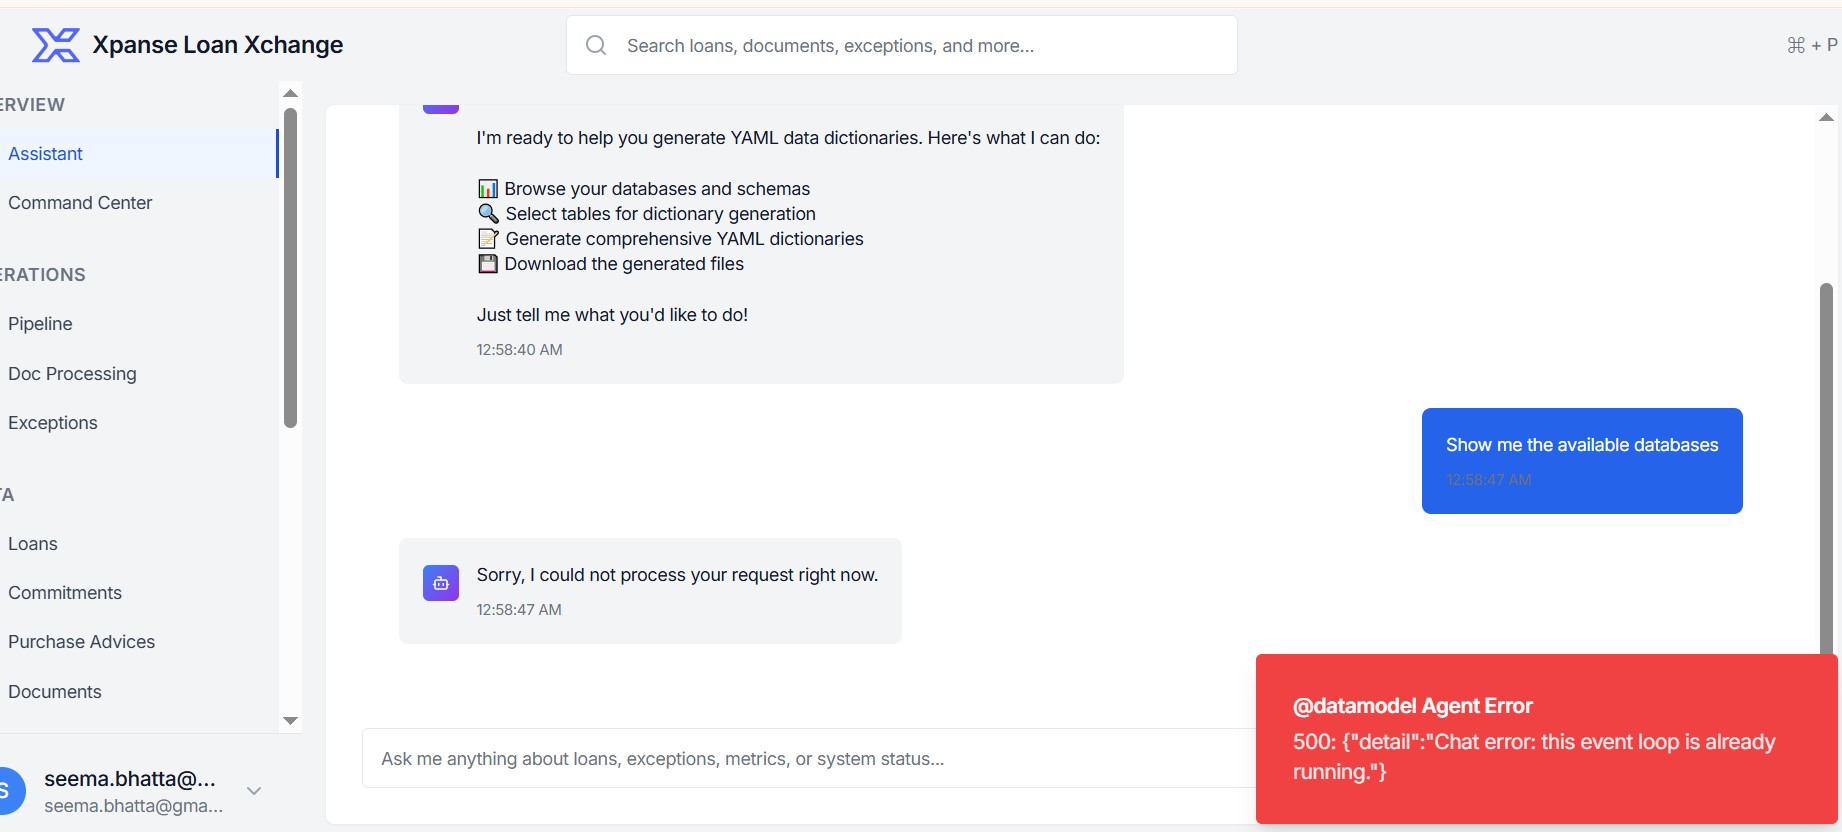 Xpanse Loan Xchange
Search loans, documents, exceptions, and more...
⌘ + P
ERVIEW
Assistant
Command Center
ERATIONS
Pipeline
Doc Processing
Exceptions
TA
Loans
Commitments
Purchase Advices
Documents
S
seema.bhatta@...
seema.bhatta@gma...
I'm ready to help you generate YAML data dictionaries. Here's what I can do:
📊 Browse your databases and schemas
🔍 Select tables for dictionary generation
📝 Generate comprehensive YAML dictionaries
💾 Download the generated files
Just tell me what you'd like to do!
12:58:40 AM
Show me the available databases
12:58:47 AM
Sorry, I could not process your request right now.
12:58:47 AM
Ask me anything about loans, exceptions, metrics, or system status...
@datamodel Agent Error
500: {"detail":"Chat error: this event loop is already
running."}